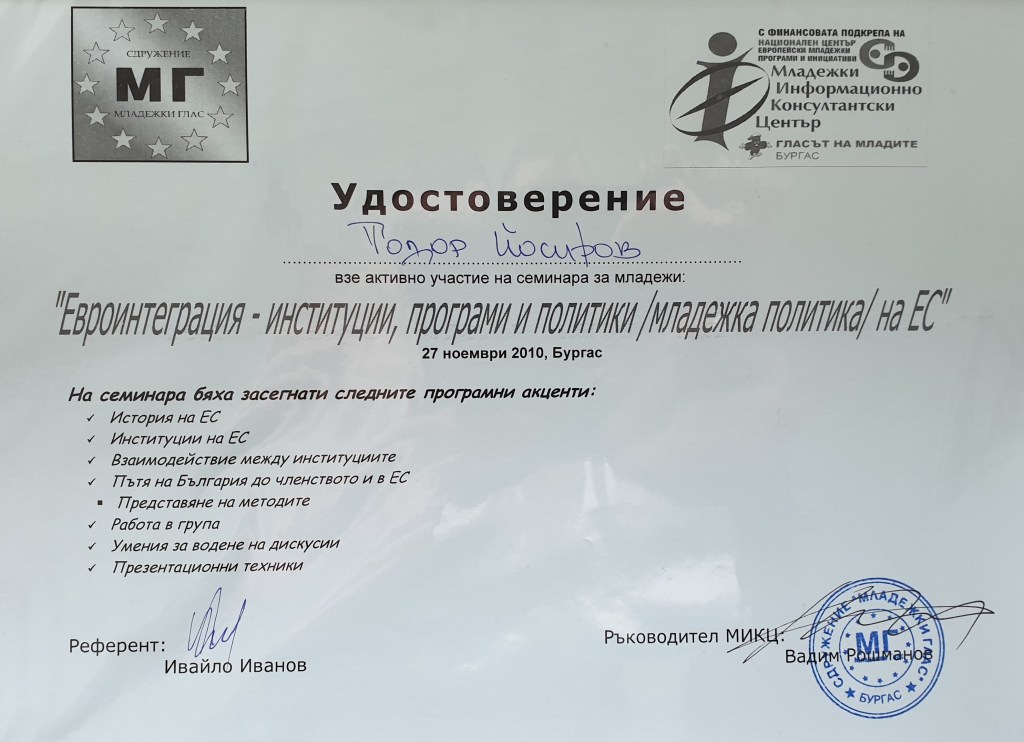 СДРУЖЕНИЕ
МГ
МЛАДЕЖКИ ГЛАС
С ФИНАНСОВАТА ПОДКРЕПА НА
НАЦИОНАЛЕН ЦЕНТЪР
ЕВРОПЕЙСКИ МЛАДЕЖКИ
ПРОГРАМИ И ИНИЦИАТИВИ
Младежки
Информационно
Консултантски
Център
ГЛАСЪТ НА МЛАДИТЕ
БУРГАС
Удостоверение
Тодор Йосифов
взе активно участие на семинара за младежи:
"Евроинтеграция - институции, програми и политики /младежка политика/ на ЕС"
27 ноември 2010, Бургас
На семинара бяха засегнати следните програмни акценти:
✓ История на ЕС
✓ Институции на ЕС
✓ Взаимодействие между институциите
✓ Пътя на България до членството и в ЕС
▪ Представяне на методите
✓ Работа в група
✓ Умения за водене на дискусии
✓ Презентационни техники
Референт:
Ивайло Иванов
Ръководител МИКЦ:
Вадим Рошманов
СДРУЖЕНИЕ "МЛАДЕЖКИ ГЛАС"
МГ
БУРГАС